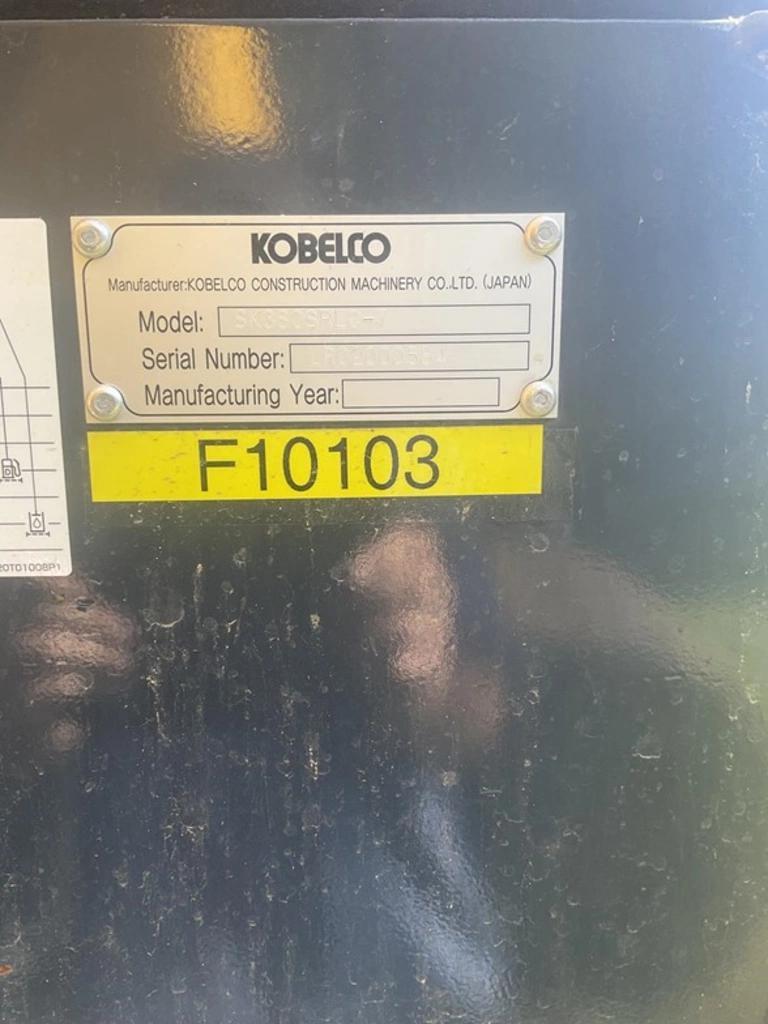 KOBELCO
Manufacturer:KOBELCO CONSTRUCTION MACHINERY CO.,LTD. (JAPAN)
Model:
Serial Number:
Manufacturing Year:
F10103